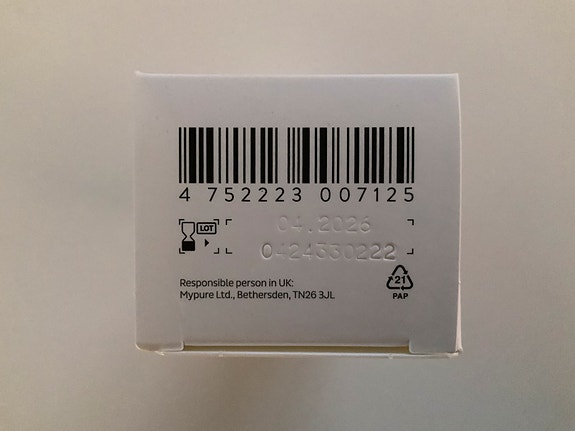 4 752223 007125
LOT
04.2026
0424330222
Responsible person in UK:
Mypure Ltd., Bethersden, TN26 3JL
21
PAP